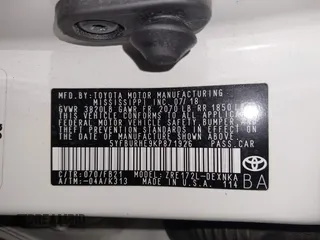 MFD.BY:TOYOTA MOTOR MANUFACTURING
MISSISSIPPI,INC. 07/18
GVWR 3820LB GAWR FR 2070LB RR 1850LB
THIS VEHICLE CONFORMS TO ALL APPLICABLE
FEDERAL MOTOR VEHICLE SAFETY, BUMPER, AND
THEFT PREVENTION STANDARDS IN EFFECT ON
THE DATE OF MANUFACTURE SHOWN ABOVE.
5YFBURHE9KP871926 PASS.CAR
C/TR:070/FB21 ZRE172L-DEXNKA
A/TM:-04A/K313 MADE IN U.S.A. 114
TOYOTA
BA